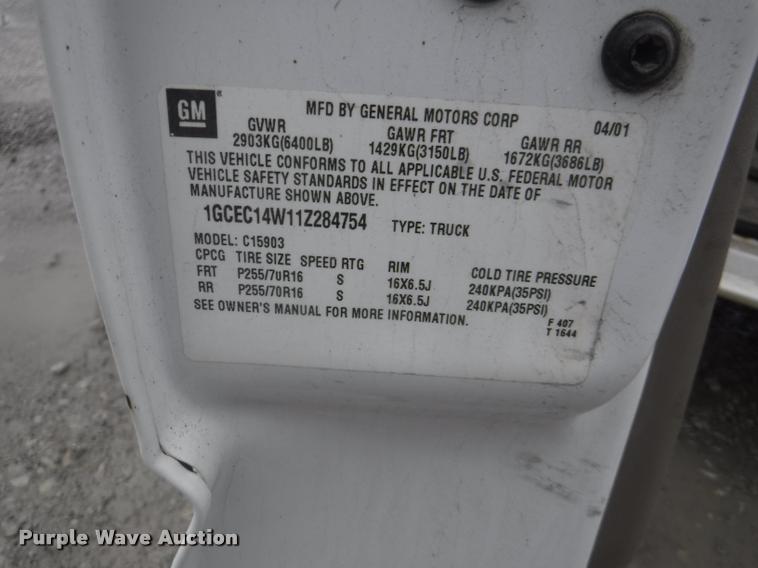 GM
MFD BY GENERAL MOTORS CORP 04/01
GVWR GAWR FRT GAWR RR
2903KG(6400LB) 1429KG(3150LB) 1672KG(3686LB)
THIS VEHICLE CONFORMS TO ALL APPLICABLE U.S. FEDERAL MOTOR
VEHICLE SAFETY STANDARDS IN EFFECT ON THE DATE OF
MANUFACTURE SHOWN ABOVE.
1GCEC14W11Z284754 TYPE: TRUCK
MODEL: C15903
CPCG TIRE SIZE SPEED RTG RIM COLD TIRE PRESSURE
FRT P255/70R16 S 16X6.5J 240KPA(35PSI)
RR P255/70R16 S 16X6.5J 240KPA(35PSI)
SEE OWNER'S MANUAL FOR MORE INFORMATION.
F 407
T 1644
Purple Wave Auction